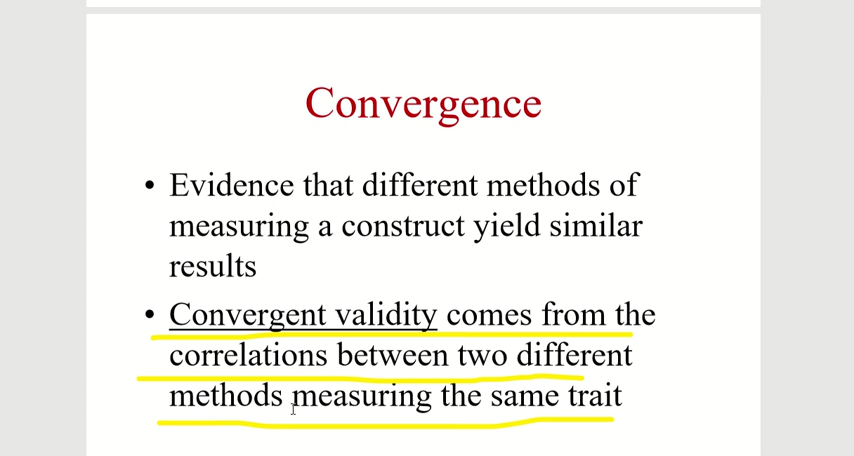 Convergence
• Evidence that different methods of
measuring a construct yield similar
results
• Convergent validity comes from the
correlations between two different
methods measuring the same trait